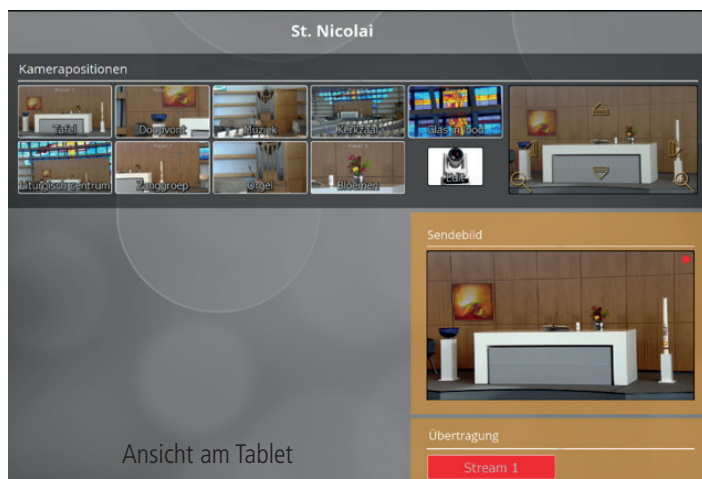 St. Nicolai
Kamerapositionen
Tafel
Doopvont
Muziek
Kerkzaal
Glas in lood
Liturgisch centrum
Zanggroep
Orgel
Bloemen
Edit
Sendebild
Übertragung
Ansicht am Tablet
Stream 1